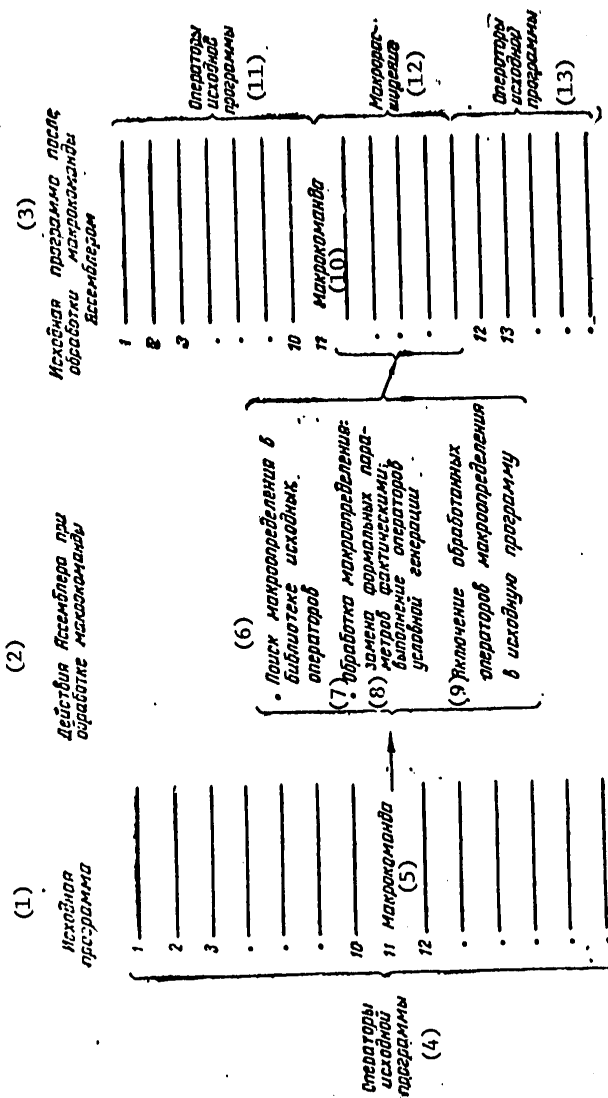 (1)
Исходная
программа
1
2
3
10
11 Макрокоманда
(5)
12
Операторы
исходной
программы
(4)
(2)
Действия Ассемблера при
обработке макрокоманды
(6)
• Поиск макроопределения в
библиотеке исходных
операторов
(7)• Обработка макроопределения:
замена формальных пара-
(8) метров фактическими;
выполнение операторов
условной генерации
(9) Включение обработанных
операторов макроопределения
в исходную программу
(3)
Исходная программа после
обработки макрокоманды
Ассемблером
1
2
3
10
11 Макрокоманда
(10)
12
13
Операторы
исходной
программы
(11)
Макрорас-
ширение
(12)
Операторы
исходной
программы
(13)